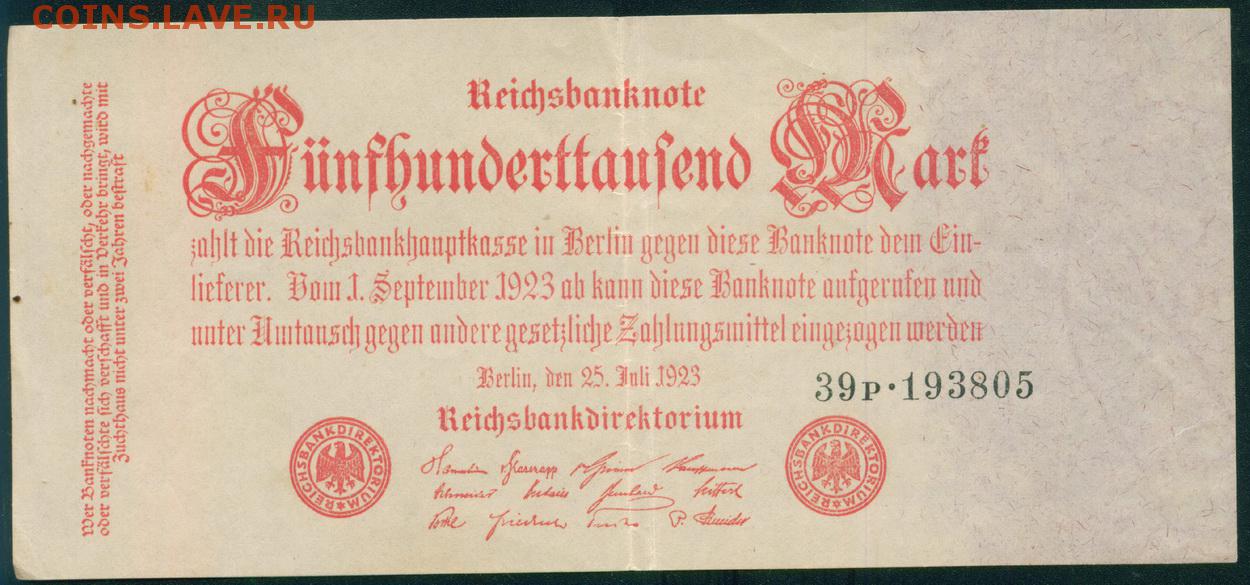 COINS.LAVE.RU
Reichsbanknote
Fünfhunderttausend Mark
zahlt die Reichsbankhauptkasse in Berlin gegen diese Banknote dem Ein-
lieferer. Vom 1. September 1923 ab kann diese Banknote aufgerufen und
unter Umtausch gegen andere gesetzliche Zahlungsmittel eingezogen werden
Berlin, den 25. Juli 1923
39P·193805
Reichsbankdirektorium
REICHSBANKDIREKTORIUM
REICHSBANKDIREKTORIUM
Wer Banknoten nachmacht oder verfälscht, oder nachgemachte
oder verfälschte sich verschafft und in Verkehr bringt, wird mit
Zuchthaus nicht unter zwei Jahren bestraft